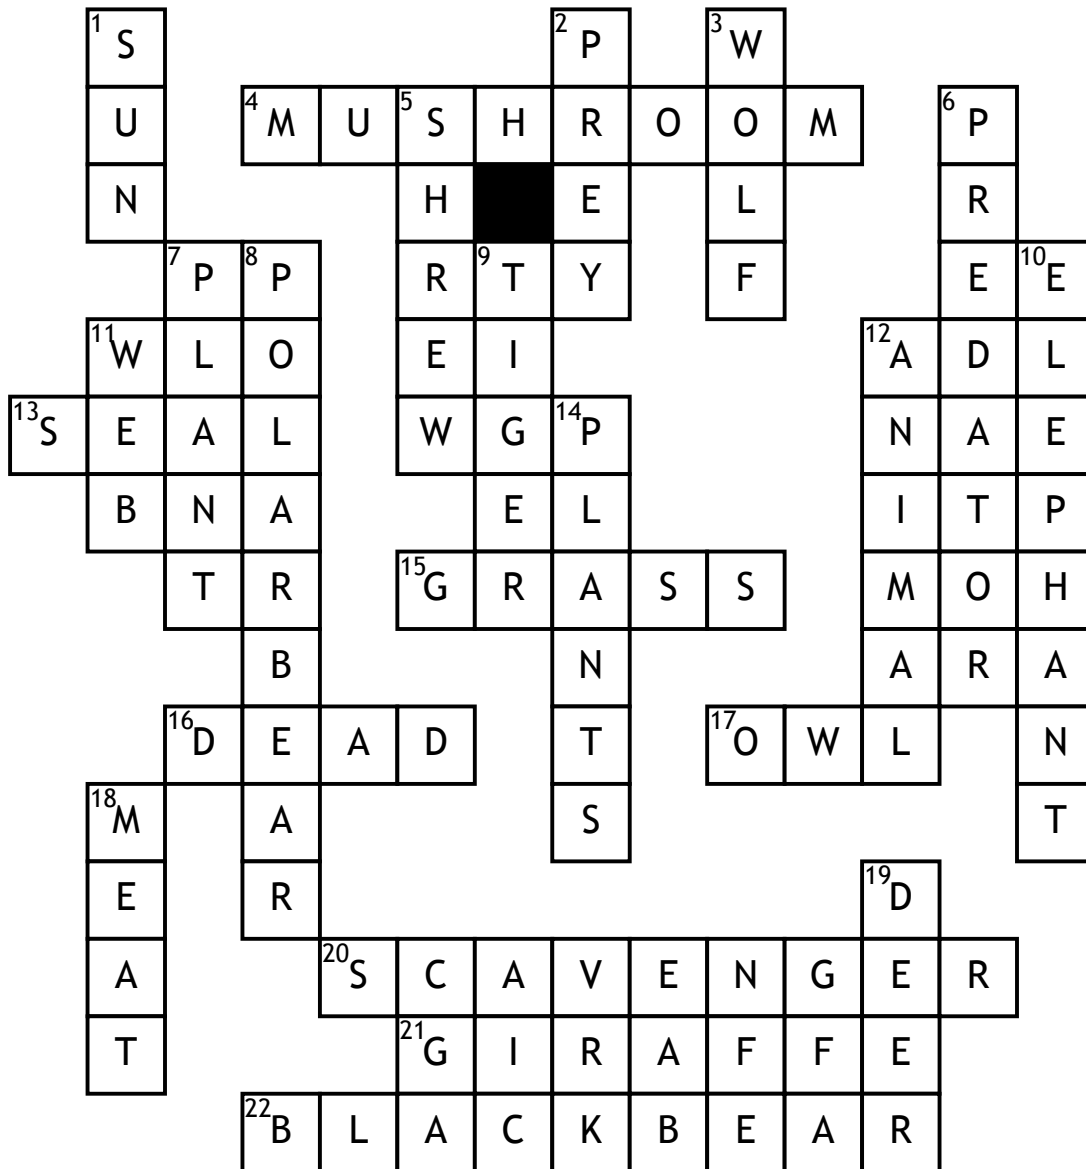 1 S 2 P 3 W
U 4 M U 5 S H R O O M 6 P
N H E L R
7 P 8 P R 9 T Y F E 10 E
11 W L O E I 12 A D L
13 S E A L W G 14 P N A E
B N A E L I T P
T R 15 G R A S S M O H
B N A R A
16 D E A D T 17 O W L N
18 M A S T
E R 19 D
A 20 S C A V E N G E R
T 21 G I R A F F E
22 B L A C K B E A R